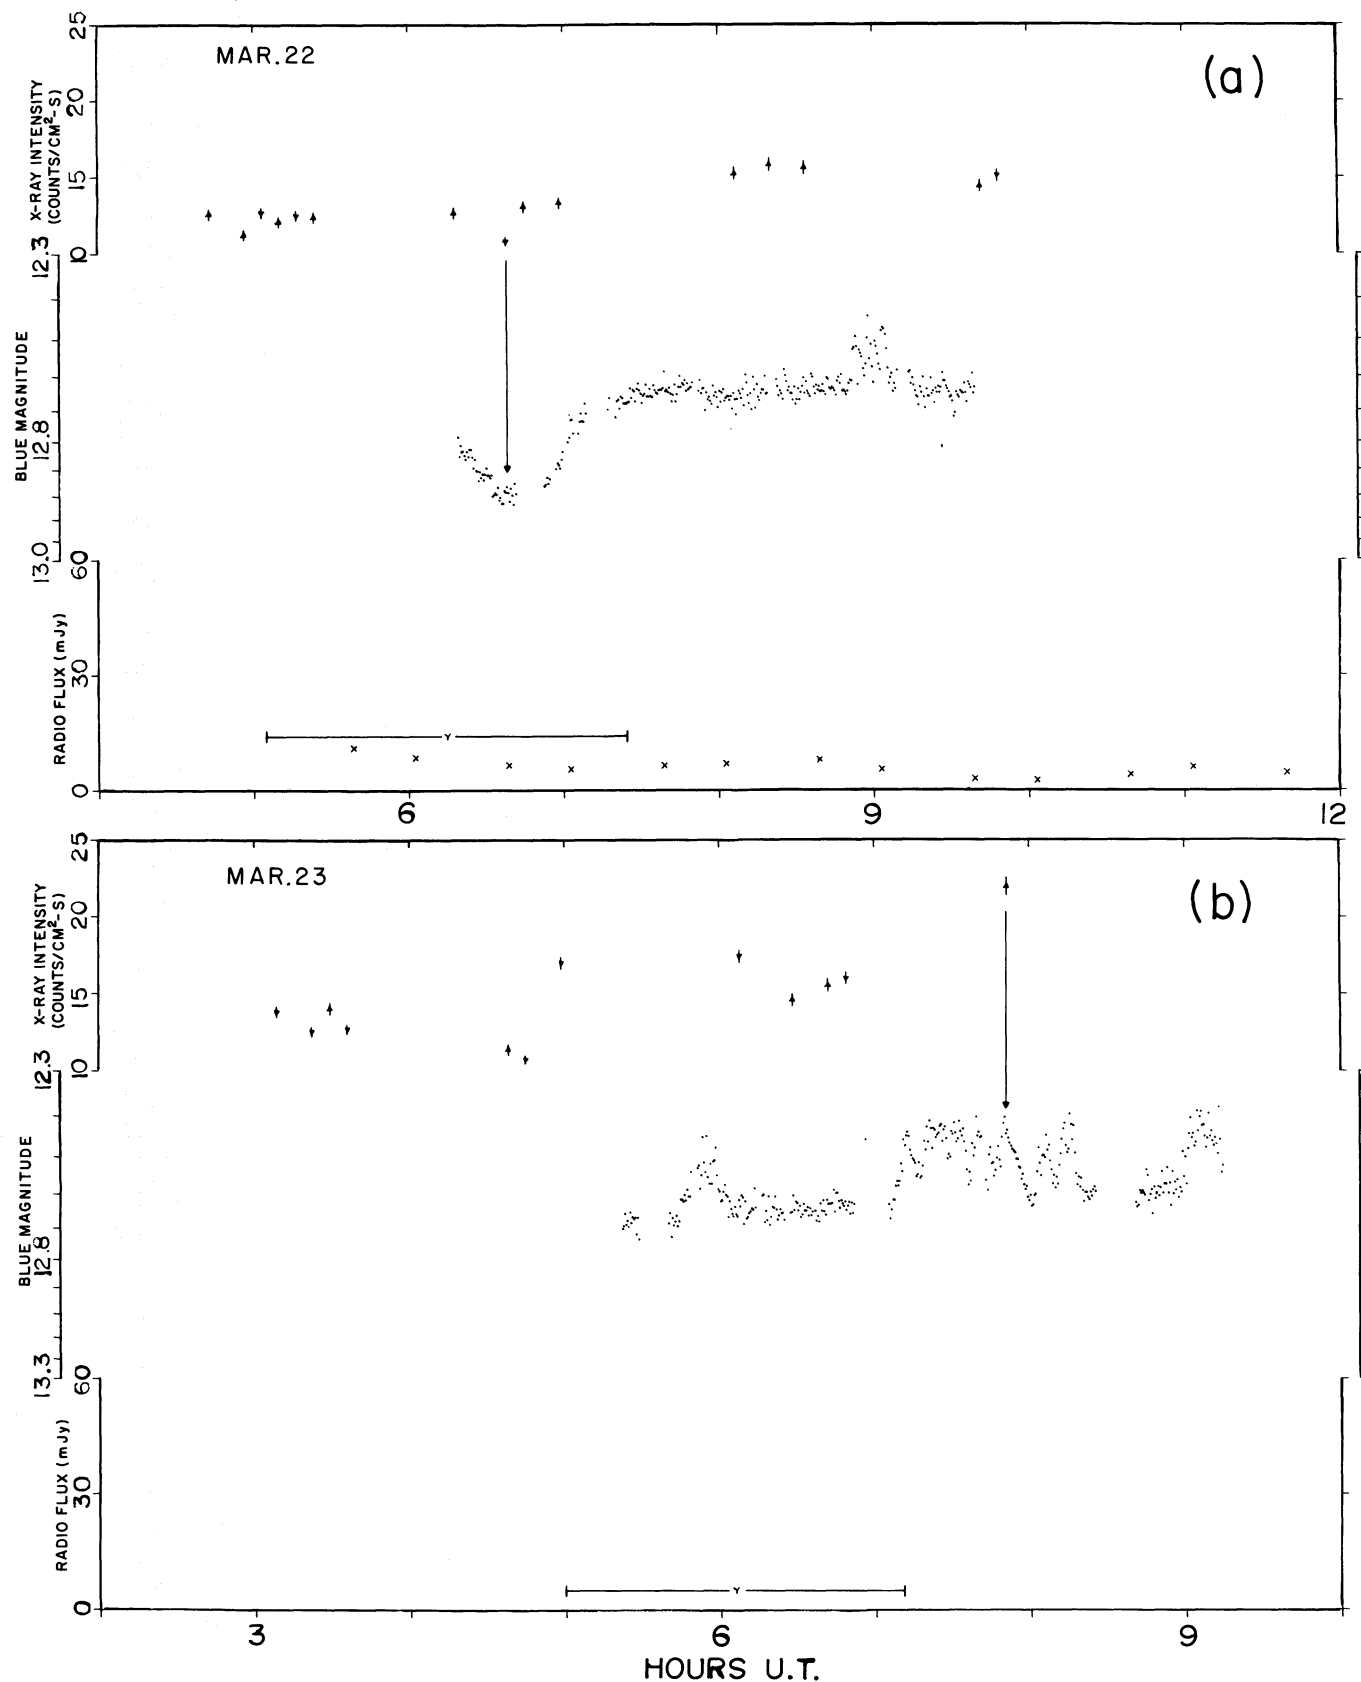 MAR.22
(a)
X-RAY INTENSITY
(COUNTS/CM²-S)
25
20
15
10
BLUE MAGNITUDE
12.3
12.8
13.0
RADIO FLUX (mJy)
60
30
0
Y
6
9
12
MAR.23
(b)
X-RAY INTENSITY
(COUNTS/CM²-S)
25
20
15
10
BLUE MAGNITUDE
12.3
12.8
13.3
RADIO FLUX (mJy)
60
30
0
Y
3
6
9
HOURS U.T.